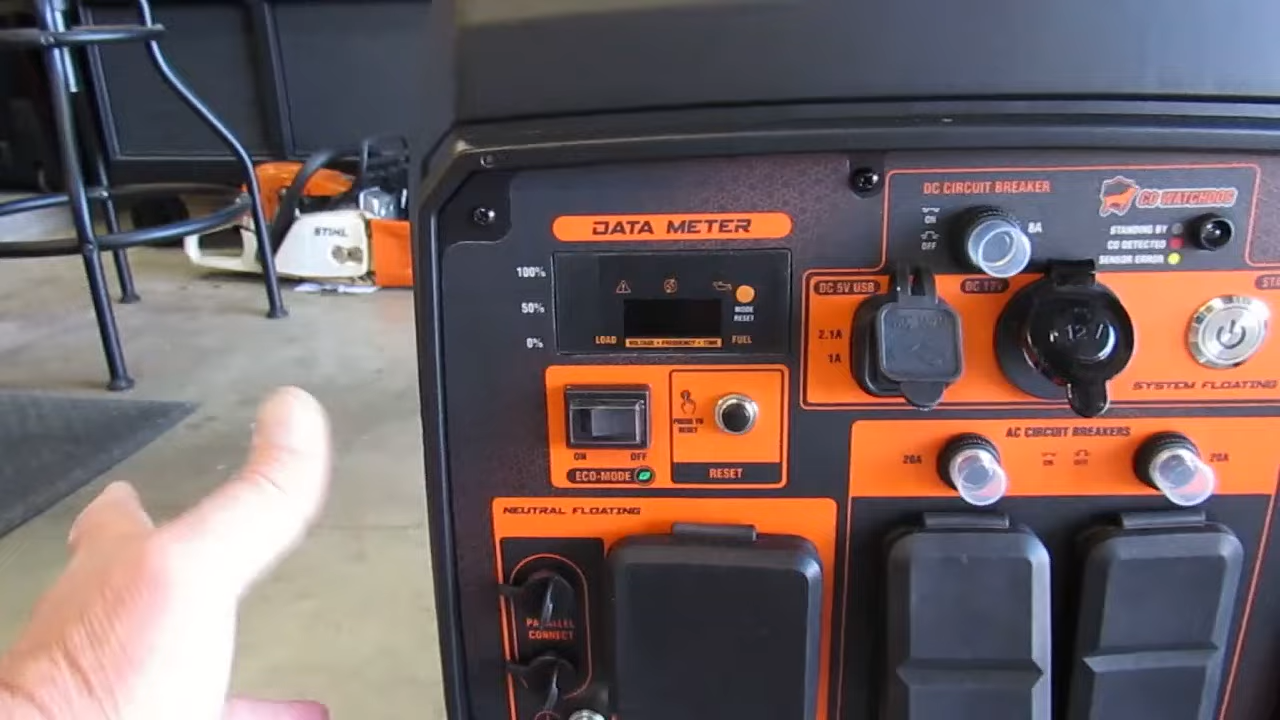 STIHL
DATA METER
100%
50%
0%
MODE
RESET
LOAD
VOLTAGE • FREQUENCY • TIME
FUEL
ON
OFF
ECO-MODE
PRESS TO
RESET
RESET
DC CIRCUIT BREAKER
ON
OFF
8A
CO WATCHDOG
STANDING BY
CO DETECTED
SENSOR ERROR
DC 5V USB
2.1A
1A
DC 12V
12V
SYSTEM FLOATING
AC CIRCUIT BREAKERS
20A
ON
OFF
20A
NEUTRAL FLOATING
PARALLEL
CONNECT